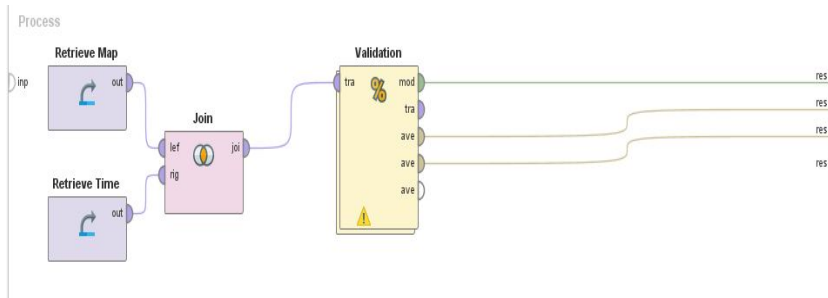 Process
Retrieve Map
inp
out
Join
lef
joi
rig
Retrieve Time
out
Validation
tra
mod
tra
ave
ave
ave
res
res
res
res